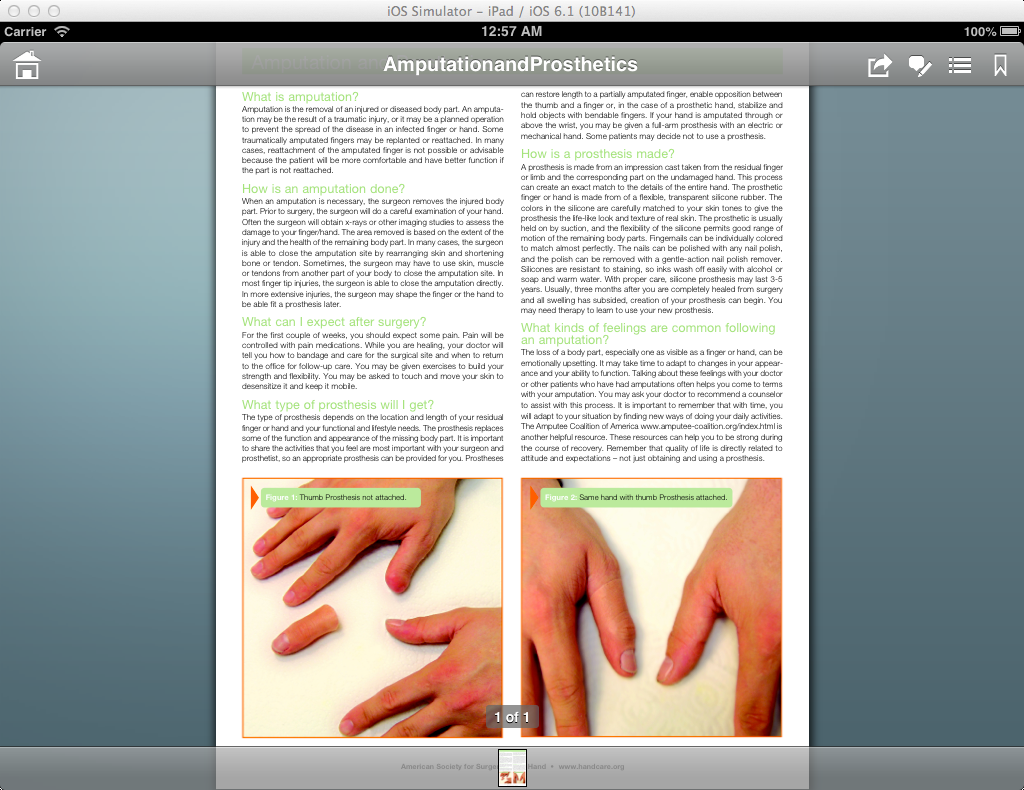 iOS Simulator – iPad / iOS 6.1 (10B141)
Carrier
12:57 AM
100%
AmputationandProsthetics
Amputation an
What is amputation?
Amputation is the removal of an injured or diseased body part. An amputa-
tion may be the result of a traumatic injury, or it may be a planned operation
to prevent the spread of the disease in an infected finger or hand. Some
traumatically amputated fingers may be replanted or reattached. In many
cases, reattachment of the amputated finger is not possible or advisable
because the patient will be more comfortable and have better function if
the part is not reattached.
How is an amputation done?
When an amputation is necessary, the surgeon removes the injured body
part. Prior to surgery, the surgeon will do a careful examination of your hand.
Often the surgeon will obtain x-rays or other imaging studies to assess the
damage to your finger/hand. The area removed is based on the extent of the
injury and the health of the remaining body part. In many cases, the surgeon
is able to close the amputation site by rearranging skin and shortening
bone or tendon. Sometimes, the surgeon may have to use skin, muscle
or tendons from another part of your body to close the amputation site. In
most finger tip injuries, the surgeon is able to close the amputation directly.
In more extensive injuries, the surgeon may shape the finger or the hand to
be able fit a prosthesis later.
What can I expect after surgery?
For the first couple of weeks, you should expect some pain. Pain will be
controlled with pain medications. While you are healing, your doctor will
tell you how to bandage and care for the surgical site and when to return
to the office for follow-up care. You may be given exercises to build your
strength and flexibility. You may be asked to touch and move your skin to
desensitize it and keep it mobile.
What type of prosthesis will I get?
The type of prosthesis depends on the location and length of your residual
finger or hand and your functional and lifestyle needs. The prosthesis replaces
some of the function and appearance of the missing body part. It is important
to share the activities that you feel are most important with your surgeon and
prosthetist, so an appropriate prosthesis can be provided for you. Prostheses
can restore length to a partially amputated finger, enable opposition between
the thumb and a finger or, in the case of a prosthetic hand, stabilize and
hold objects with bendable fingers. If your hand is amputated through or
above the wrist, you may be given a full-arm prosthesis with an electric or
mechanical hand. Some patients may decide not to use a prosthesis.
How is a prosthesis made?
A prosthesis is made from an impression cast taken from the residual finger
or limb and the corresponding part on the undamaged hand. This process
can create an exact match to the details of the entire hand. The prosthetic
finger or hand is made from of a flexible, transparent silicone rubber. The
colors in the silicone are carefully matched to your skin tones to give the
prosthesis the life-like look and texture of real skin. The prosthetic is usually
held on by suction, and the flexibility of the silicone permits good range of
motion of the remaining body parts. Fingernails can be individually colored
to match almost perfectly. The nails can be polished with any nail polish,
and the polish can be removed with a gentle-action nail polish remover.
Silicones are resistant to staining, so inks wash off easily with alcohol or
soap and warm water. With proper care, silicone prosthesis may last 3-5
years. Usually, three months after you are completely healed from surgery
and all swelling has subsided, creation of your prosthesis can begin. You
may need therapy to learn to use your new prosthesis.
What kinds of feelings are common following
an amputation?
The loss of a body part, especially one as visible as a finger or hand, can be
emotionally upsetting. It may take time to adapt to changes in your appear-
ance and your ability to function. Talking about these feelings with your doctor
or other patients who have had amputations often helps you come to terms
with your amputation. You may ask your doctor to recommend a counselor
to assist with this process. It is important to remember that with time, you
will adapt to your situation by finding new ways of doing your daily activities.
The Amputee Coalition of America www.amputee-coalition.org/index.html is
another helpful resource. These resources can help you to be strong during
the course of recovery. Remember that quality of life is directly related to
attitude and expectations – not just obtaining and using a prosthesis.
Figure 1: Thumb Prosthesis not attached.
Figure 2: Same hand with thumb Prosthesis attached.
1 of 1
American Society for Surge Hand • www.handcare.org